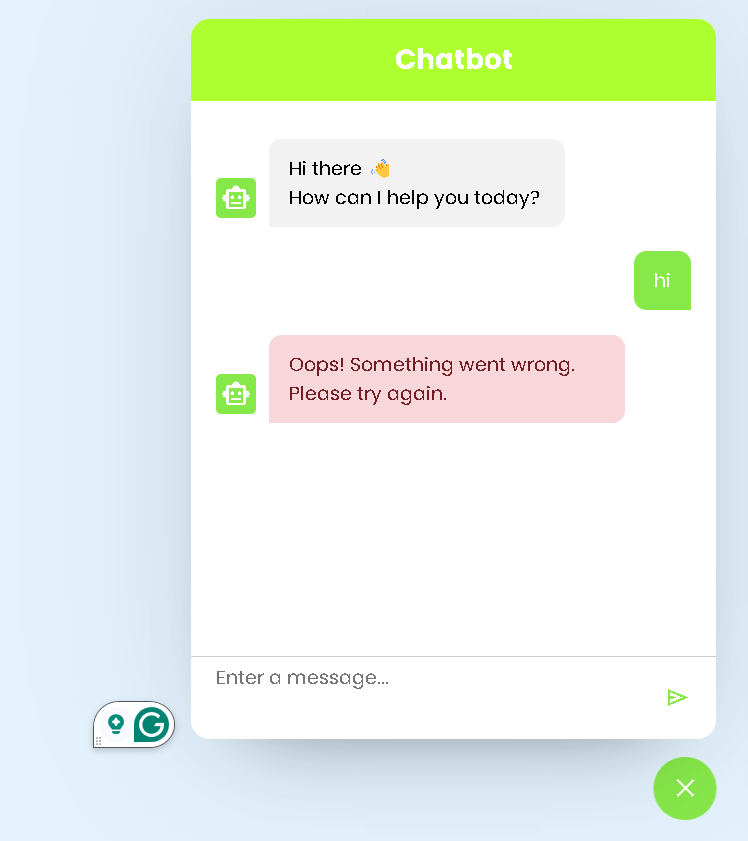 Chatbot
Hi there 👋
How can I help you today?
hi
Oops! Something went wrong.
Please try again.
Enter a message...